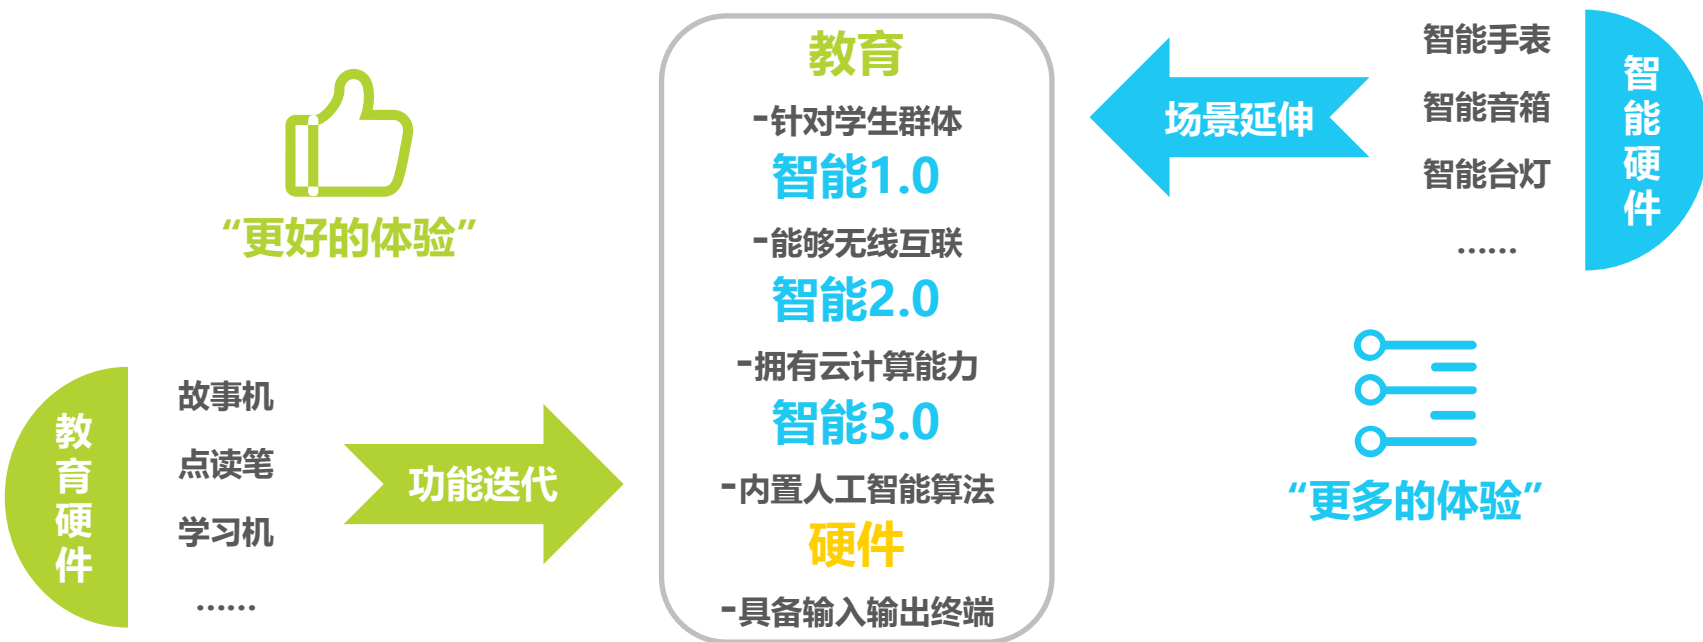 “更好的体验”
教育硬件
故事机
点读笔
学习机
......
功能迭代
教育
-针对学生群体
智能1.0
-能够无线互联
智能2.0
-拥有云计算能力
智能3.0
-内置人工智能算法
硬件
-具备输入输出终端
场景延伸
智能手表
智能音箱
智能台灯
......
智能硬件
“更多的体验”